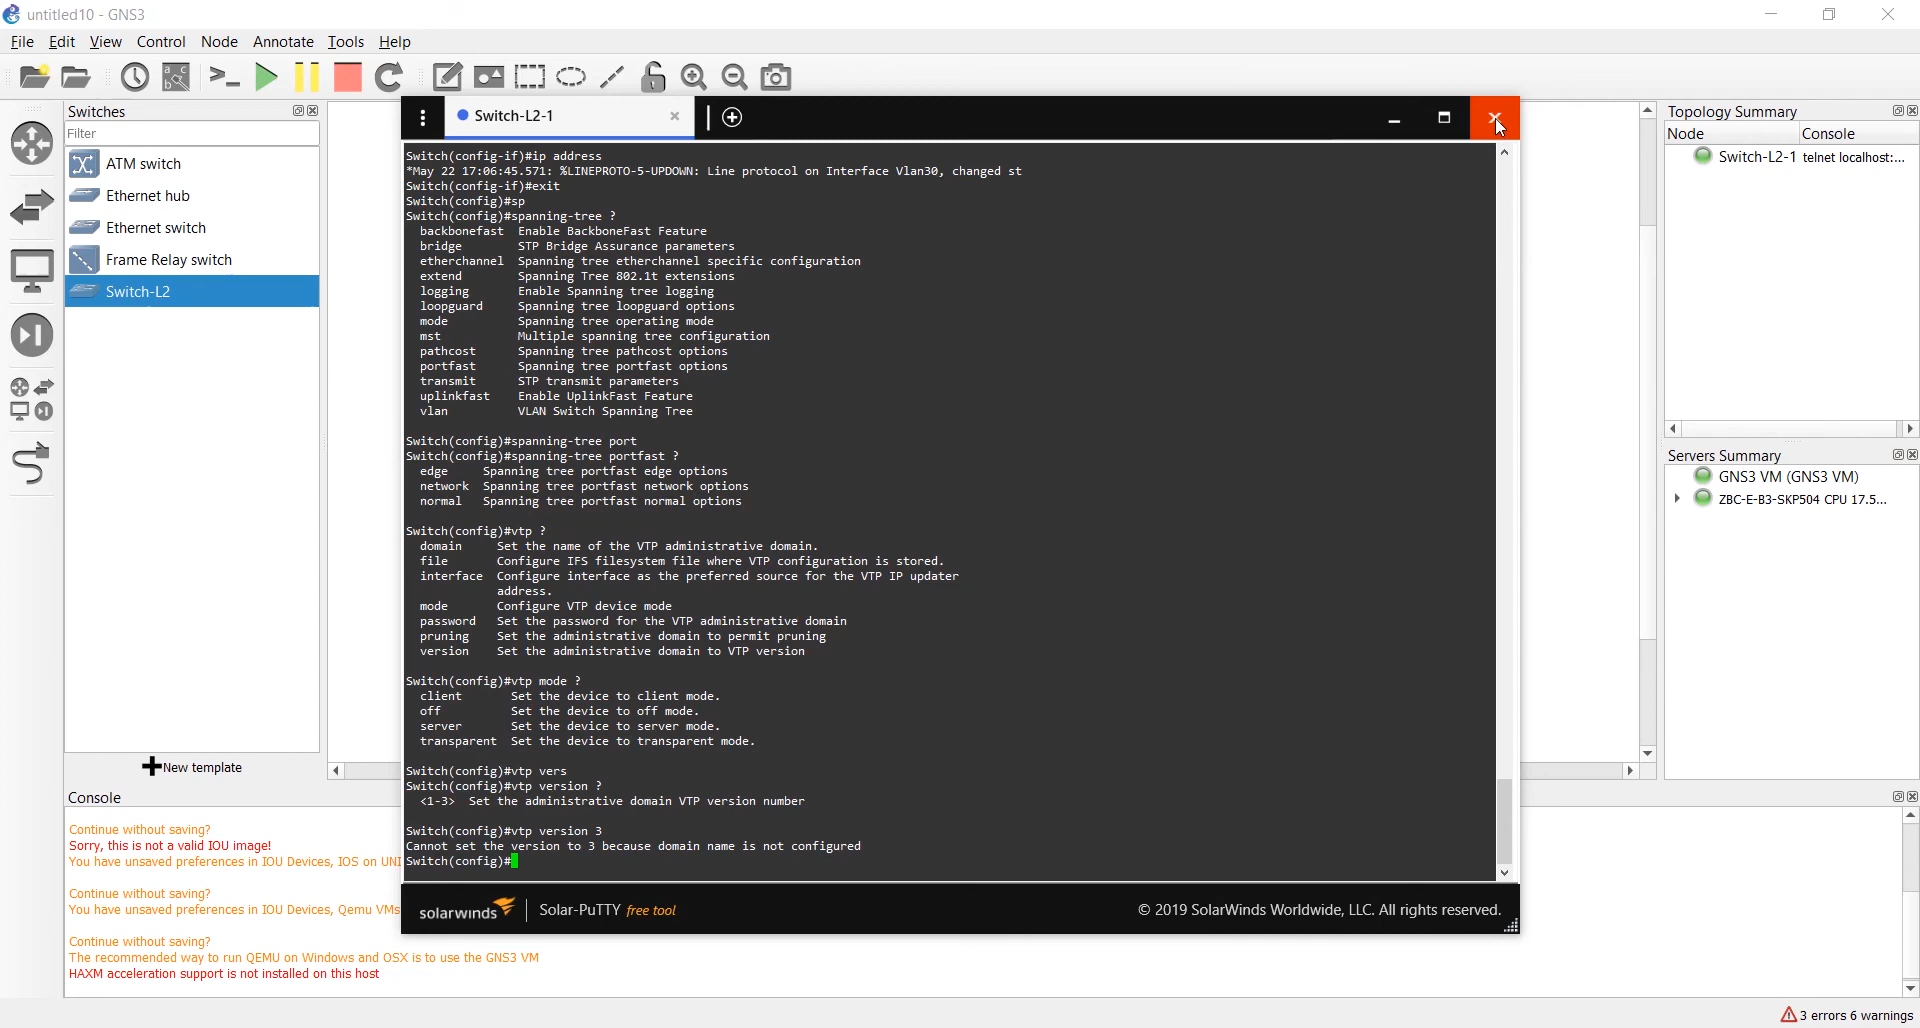 untitled10 - GNS3
File Edit View Control Node Annotate Tools Help
Switches
Filter
ATM switch
Ethernet hub
Ethernet switch
Frame Relay switch
Switch-L2
New template
Switch-L2-1
Switch(config-if)#ip address
*May 22 17:06:45.571: %LINEPROTO-5-UPDOWN: Line protocol on Interface Vlan30, changed st
Switch(config-if)#exit
Switch(config)#sp
Switch(config)#spanning-tree ?
backbonefast Enable BackboneFast Feature
bridge STP Bridge Assurance parameters
etherchannel Spanning tree etherchannel specific configuration
extend Spanning Tree 802.1t extensions
logging Enable Spanning tree logging
loopguard Spanning tree loopguard options
mode Spanning tree operating mode
mst Multiple spanning tree configuration
pathcost Spanning tree pathcost options
portfast Spanning tree portfast options
transmit STP transmit parameters
uplinkfast Enable UplinkFast Feature
vlan VLAN Switch Spanning Tree
Switch(config)#spanning-tree port
Switch(config)#spanning-tree portfast ?
edge Spanning tree portfast edge options
network Spanning tree portfast network options
normal Spanning tree portfast normal options
Switch(config)#vtp ?
domain Set the name of the VTP administrative domain.
file Configure IFS filesystem file where VTP configuration is stored.
interface Configure interface as the preferred source for the VTP IP updater
address.
mode Configure VTP device mode
password Set the password for the VTP administrative domain
pruning Set the administrative domain to permit pruning
version Set the administrative domain to VTP version
Switch(config)#vtp mode ?
client Set the device to client mode.
off Set the device to off mode.
server Set the device to server mode.
transparent Set the device to transparent mode.
Switch(config)#vtp vers
Switch(config)#vtp version ?
<1-3> Set the administrative domain VTP version number
Switch(config)#vtp version 3
Cannot set the version to 3 because domain name is not configured
Switch(config)#
solarwinds Solar-PuTTY free tool
© 2019 SolarWinds Worldwide, LLC. All rights reserved.
Topology Summary
Node Console
Switch-L2-1 telnet localhost:...
Servers Summary
GNS3 VM (GNS3 VM)
ZBC-E-B3-SKP504 CPU 17.5...
Console
Continue without saving?
Sorry, this is not a valid IOU image!
You have unsaved preferences in IOU Devices, IOS on UNI
Continue without saving?
You have unsaved preferences in IOU Devices, Qemu VMs
Continue without saving?
The recommended way to run QEMU on Windows and OSX is to use the GNS3 VM
HAXM acceleration support is not installed on this host
3 errors 6 warnings